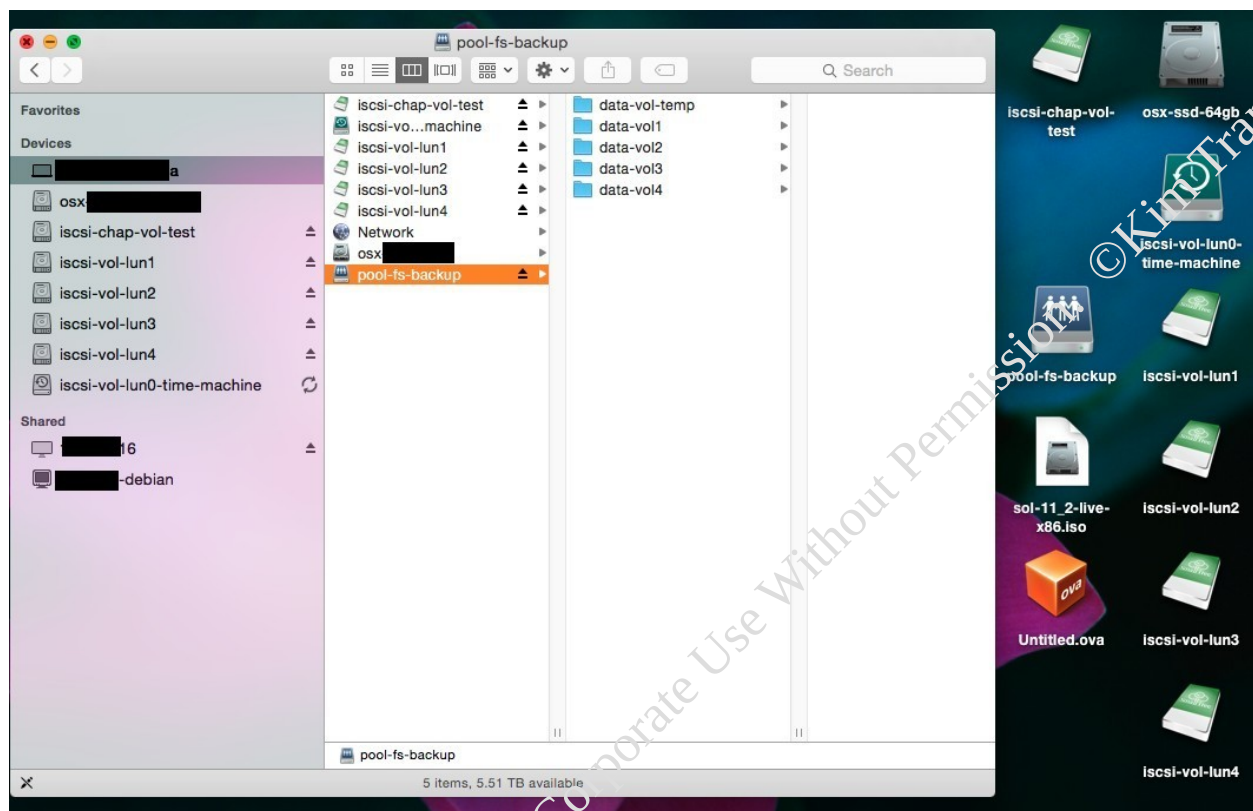 pool-fs-backup
Search
Favorites
Devices
a
osx-
iscsi-chap-vol-test
iscsi-vol-lun1
iscsi-vol-lun2
iscsi-vol-lun3
iscsi-vol-lun4
iscsi-vol-lun0-time-machine
Shared
16
-debian
iscsi-chap-vol-test
iscsi-vo...machine
iscsi-vol-lun1
iscsi-vol-lun2
iscsi-vol-lun3
iscsi-vol-lun4
Network
osx
pool-fs-backup
data-vol-temp
data-vol1
data-vol2
data-vol3
data-vol4
pool-fs-backup
5 items, 5.51 TB available
iscsi-chap-vol-
test
osx-ssd-64gb
iscsi-vol-lun0-
time-machine
pool-fs-backup
iscsi-vol-lun1
sol-11_2-live-
x86.iso
iscsi-vol-lun2
ova
Untitled.ova
iscsi-vol-lun3
iscsi-vol-lun4
Corporate Use Without Permission ©Kim Tra